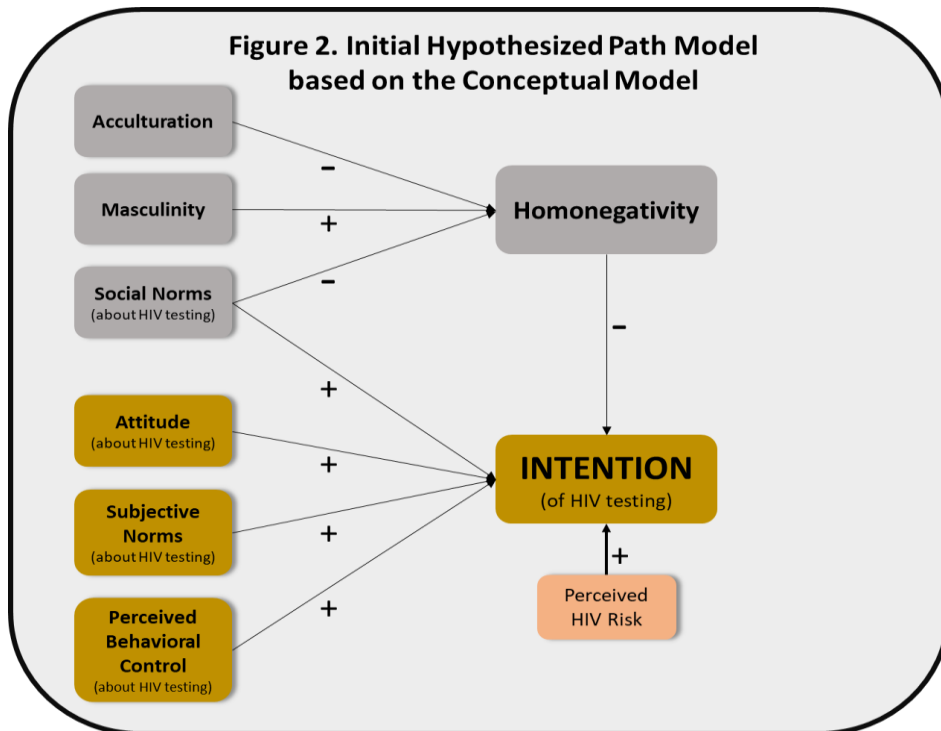 Figure 2. Initial Hypothesized Path Model
based on the Conceptual Model
Acculturation
–
Masculinity
+
Homonegativity
Social Norms
(about HIV testing)
–
–
+
Attitude
(about HIV testing)
+
INTENTION
(of HIV testing)
Subjective
Norms
(about HIV testing)
+
+
Perceived
HIV Risk
Perceived
Behavioral
Control
(about HIV testing)
+